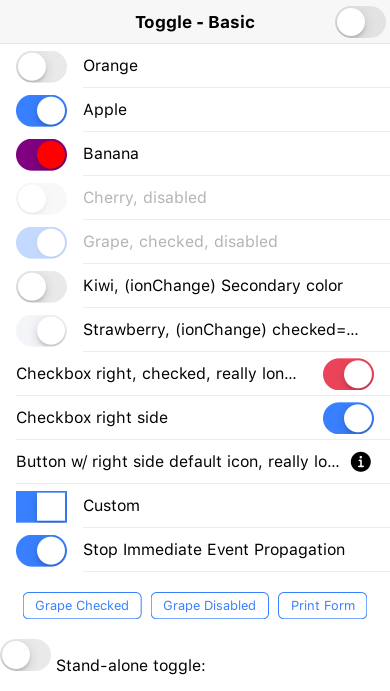 Toggle - Basic
Orange
Apple
Banana
Cherry, disabled
Grape, checked, disabled
Kiwi, (ionChange) Secondary color
Strawberry, (ionChange) checked=...
Checkbox right, checked, really lon...
Checkbox right side
Button w/ right side default icon, really lo...
Custom
Stop Immediate Event Propagation
Grape Checked Grape Disabled Print Form
Stand-alone toggle: